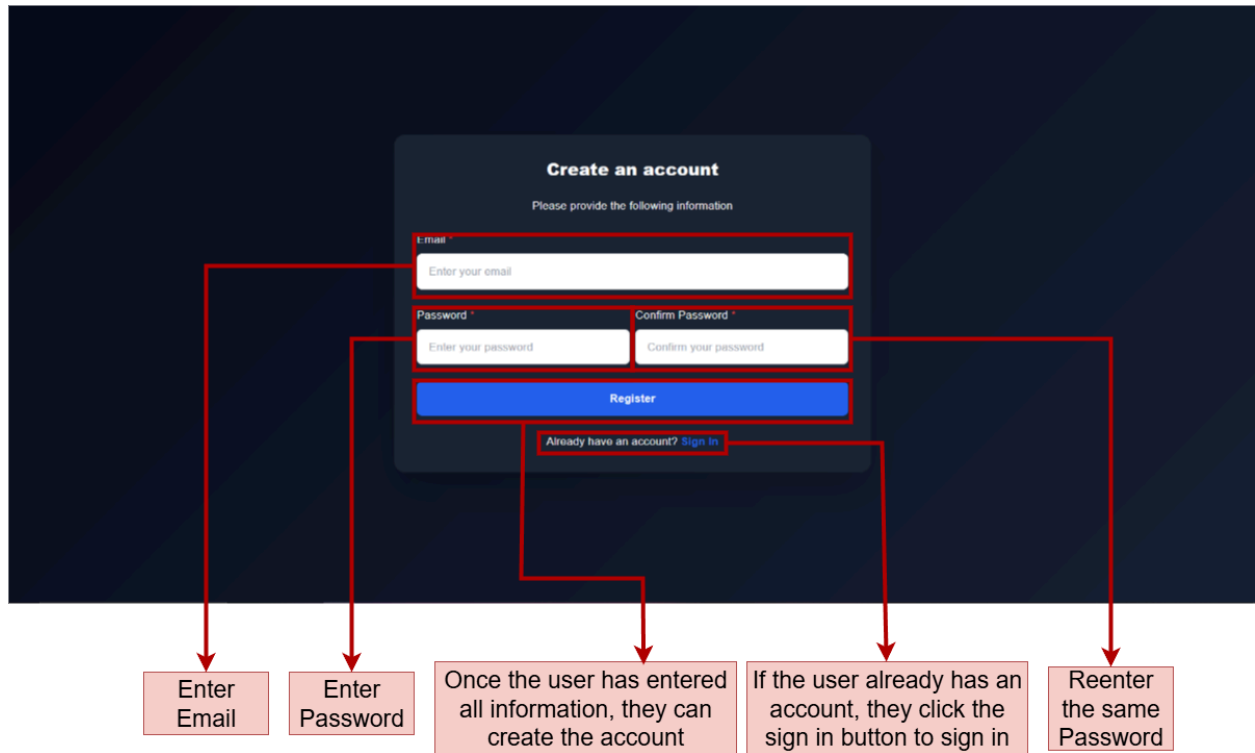 Create an account
Please provide the following information
Email *
Enter your email
Password *
Confirm Password *
Enter your password
Confirm your password
Register
Already have an account? Sign In
Enter
Email
Enter
Password
Once the user has entered
all information, they can
create the account
If the user already has an
account, they click the
sign in button to sign in
Reenter
the same
Password